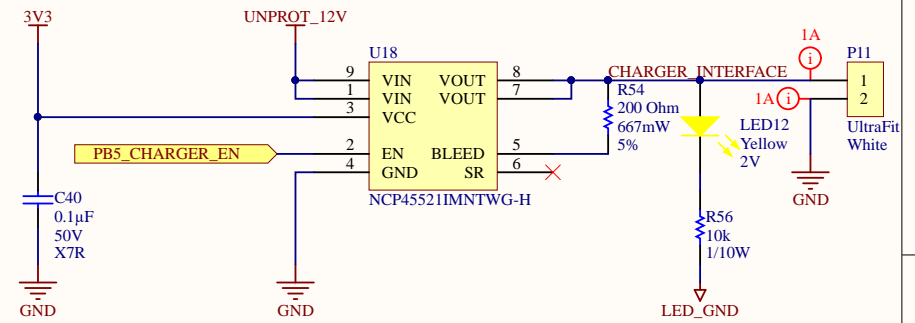 3V3
UNPROT_12V
U18
9 VIN VOUT 8
1 VIN VOUT 7
3 VCC
2 EN BLEED 5
4 GND SR 6
NCP45521IMNTWG-H
PB5_CHARGER_EN
C40
0.1µF
50V
X7R
GND
GND
CHARGER_INTERFACE
R54
200 Ohm
667mW
5%
LED12
Yellow
2V
R56
10k
1/10W
LED_GND
1A
i
1A
i
P11
1
2
UltraFit
White
GND